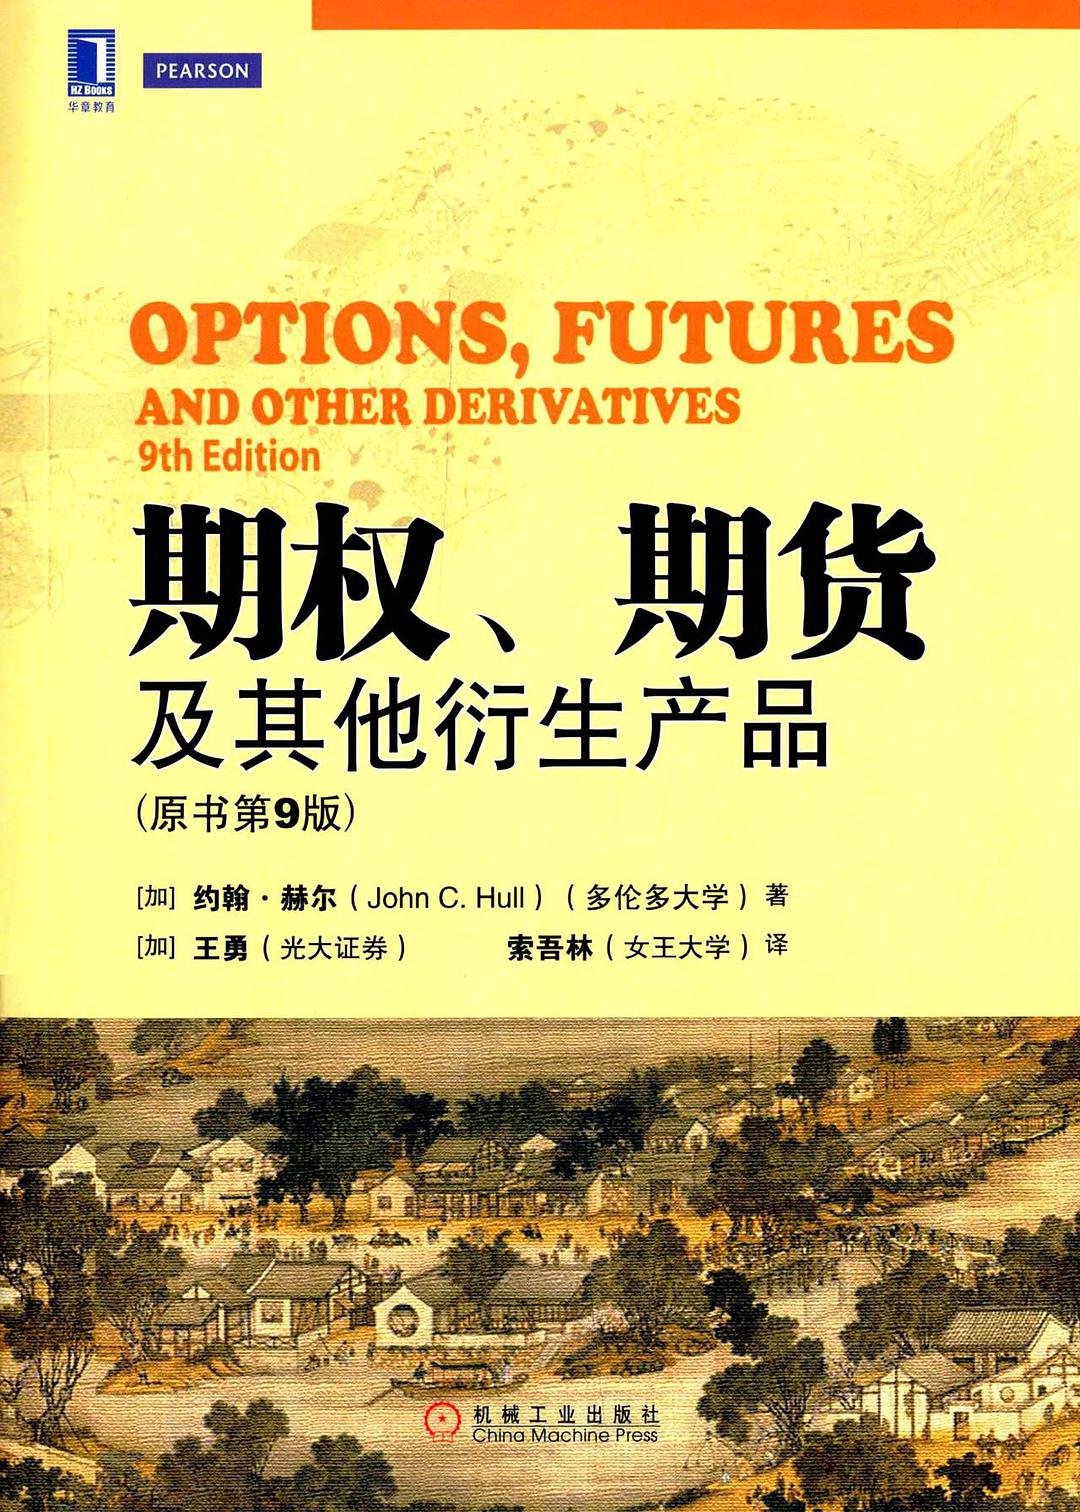 HZ Books
华章教育
PEARSON
OPTIONS, FUTURES
AND OTHER DERIVATIVES
9th Edition
期权、期货
及其他衍生产品
(原书第9版)
[加] 约翰·赫尔（John C. Hull）（多伦多大学）著
[加] 王勇（光大证券） 索吾林（女王大学）译
机械工业出版社
China Machine Press